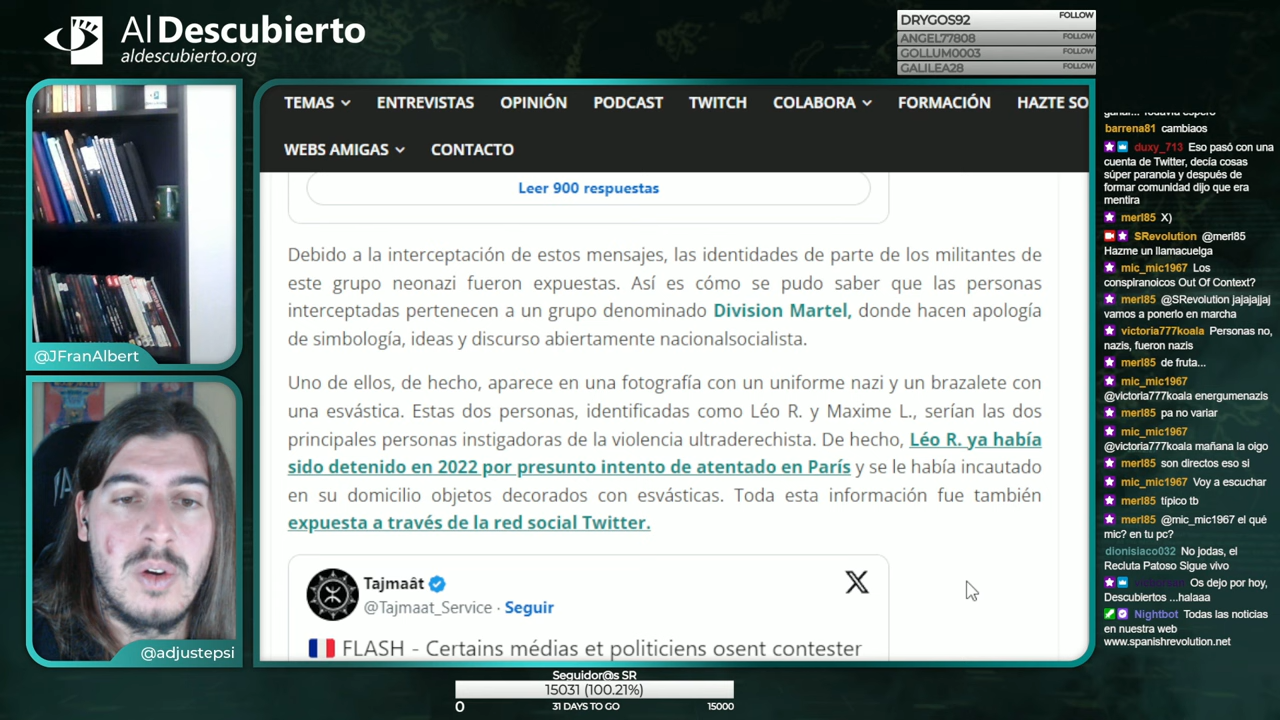 Al Descubierto
aldescubierto.org
DRYGOS92 FOLLOW
ANGEL77808 FOLLOW
GOLLUM0003 FOLLOW
GALILEA28 FOLLOW
TEMAS ENTREVISTAS OPINIÓN PODCAST TWITCH COLABORA FORMACIÓN HAZTE SO
WEBS AMIGAS CONTACTO
Leer 900 respuestas
Debido a la interceptación de estos mensajes, las identidades de parte de los militantes de
este grupo neonazi fueron expuestas. Así es cómo se pudo saber que las personas
interceptadas pertenecen a un grupo denominado Division Martel, donde hacen apología
de simbología, ideas y discurso abiertamente nacionalsocialista.
Uno de ellos, de hecho, aparece en una fotografía con un uniforme nazi y un brazalete con
una esvástica. Estas dos personas, identificadas como Léo R. y Maxime L., serían las dos
principales personas instigadoras de la violencia ultraderechista. De hecho, Léo R. ya había
sido detenido en 2022 por presunto intento de atentado en París y se le había incautado
en su domicilio objetos decorados con esvásticas. Toda esta información fue también
expuesta a través de la red social Twitter.
Tajmaât
@Tajmaat_Service · Seguir
FLASH - Certains médias et politiciens osent contester
@JFranAlbert
@adjustepsi
barrena81 cambiaos
duxy_713 Eso pasó con una
cuenta de Twitter, decía cosas
súper paranoia y después de
formar comunidad dijo que era
mentira
merl85 X)
SRevolution @merl85
Hazme un llamacuelga
mic_mic1967 Los
conspiranoicos Out Of Context?
merl85 @SRevolution jajajajjaj
vamos a ponerlo en marcha
victoria777koala Personas no,
nazis, fueron nazis
merl85 de fruta...
mic_mic1967
@victoria777koala energumenazis
merl85 pa no variar
mic_mic1967
@victoria777koala mañana la oigo
merl85 son directos eso si
mic_mic1967 Voy a escuchar
merl85 típico tb
merl85 @mic_mic1967 el qué
mic? en tu pc?
dionisiaco032 No jodas, el
Recluta Patoso Sigue vivo
Os dejo por hoy,
Descubiertos ...halaaa
Nightbot Todas las noticias
en nuestra web
www.spanishrevolution.net
Seguidor@s SR
15031 (100.21%)
0 31 DAYS TO GO 15000